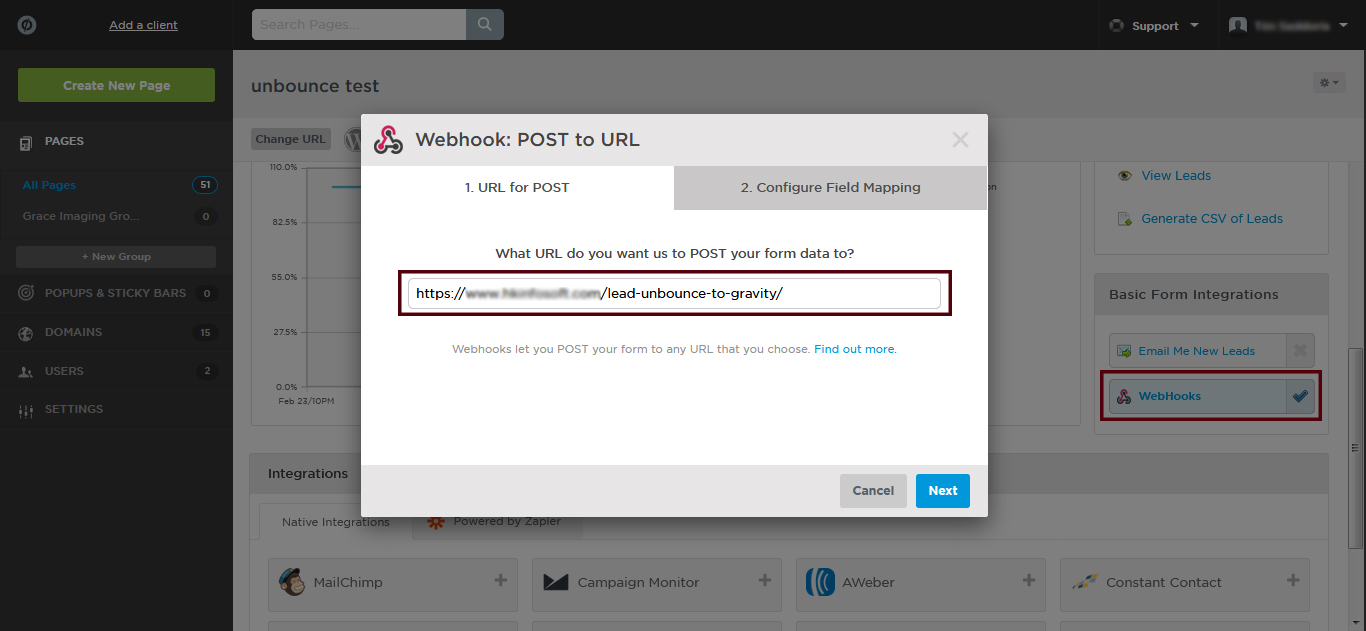 Add a client
Search Pages...
Support
Create New Page
unbounce test
PAGES
Change URL
All Pages 51
Grace Imaging Gro... 0
+ New Group
POPUPS & STICKY BARS 0
DOMAINS 15
USERS 2
SETTINGS
110.0%
82.5%
55.0%
27.5%
0.0%
Feb 23/10PM
Webhook: POST to URL
1. URL for POST
2. Configure Field Mapping
What URL do you want us to POST your form data to?
https:// /lead-unbounce-to-gravity/
Webhooks let you POST your form to any URL that you choose. Find out more.
Cancel
Next
on
View Leads
Generate CSV of Leads
Basic Form Integrations
Email Me New Leads
WebHooks
Integrations
Native Integrations
Powered by Zapier
MailChimp
Campaign Monitor
AWeber
Constant Contact